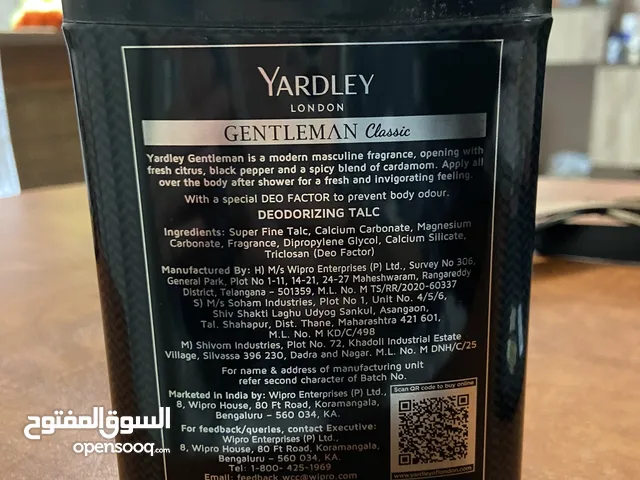 YARDLEY
LONDON
GENTLEMAN Classic
Yardley Gentleman is a modern masculine fragrance, opening with
fresh citrus, black pepper and a spicy blend of cardamom. Apply all
over the body after shower for a fresh and invigorating feeling.
With a special DEO FACTOR to prevent body odour.
DEODORIZING TALC
Ingredients: Super Fine Talc, Calcium Carbonate, Magnesium
Carbonate, Fragrance, Dipropylene Glycol, Calcium Silicate,
Triclosan (Deo Factor)
Manufactured By: H) M/s Wipro Enterprises (P) Ltd., Survey No 306,
General Park, Plot No 1-11, 14-21, 24-27 Maheshwaram, Rangareddy
District, Telangana – 501359, M.L. No. M TS/RR/2020-60337
S) M/s Soham Industries, Plot No 1, Unit No. 4/5/6,
Shiv Shakti Laghu Udyog Sankul, Asangaon,
Tal. Shahapur, Dist. Thane, Maharashtra 421 601,
M.L. No. M KD/C/498
M) Shivom Industries, Plot No. 72, Khadoli Industrial Estate
Village, Silvassa 396 230, Dadra and Nagar. M.L. No. M DNH/C/25
For name & address of manufacturing unit
refer second character of Batch No.
Marketed in India by: Wipro Enterprises (P) Ltd.,
8, Wipro House, 80 Ft Road, Koramangala,
Bengaluru – 560 034, KA.
For feedback/queries, contact Executive:
Wipro Enterprises (P) Ltd.,
8, Wipro House, 80 Ft Road, Koramangala,
Bengaluru – 560 034, KA.
Tel: 1-800- 425-1969
Email: feedback.wcc@wipro.com
Scan QR code to buy online
www.yardleyoflondon.com
السوق المفتوح
opensooq.com